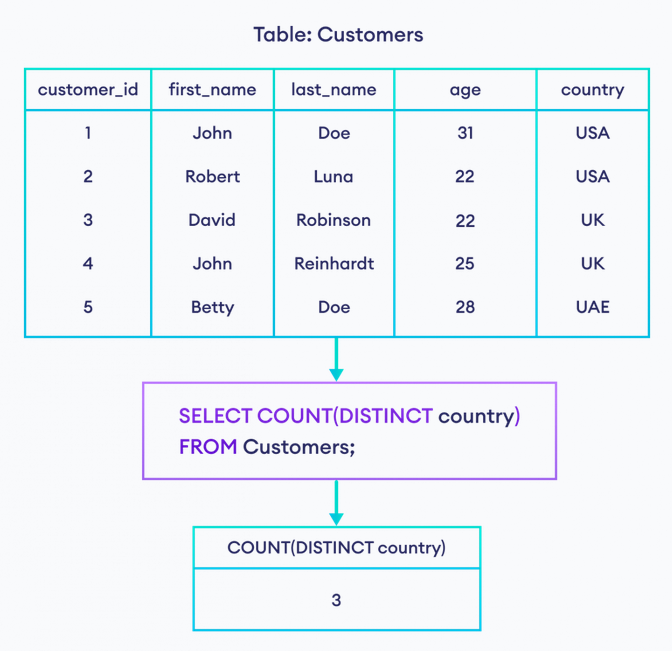 Table: Customers
customer_id first_name last_name age country
1 John Doe 31 USA
2 Robert Luna 22 USA
3 David Robinson 22 UK
4 John Reinhardt 25 UK
5 Betty Doe 28 UAE
SELECT COUNT(DISTINCT country)
FROM Customers;
COUNT(DISTINCT country)
3